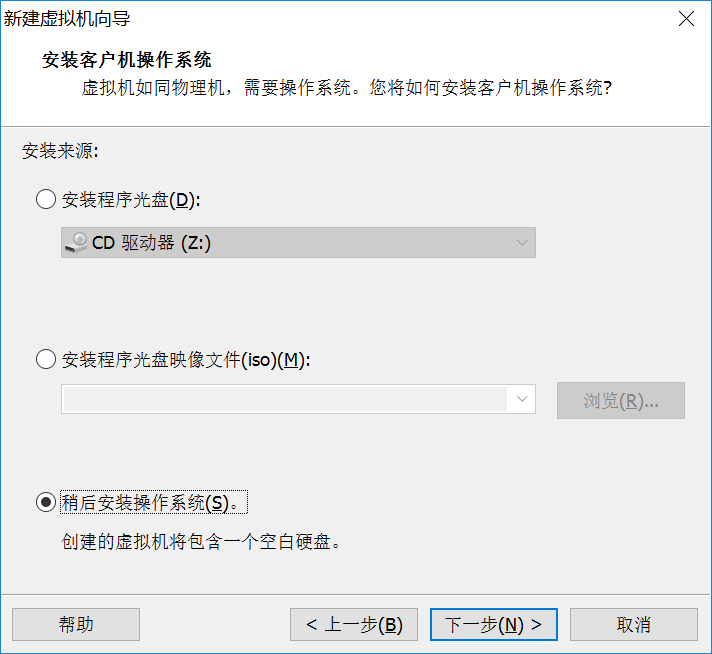 新建虚拟机向导
安装客户机操作系统
虚拟机如同物理机，需要操作系统。您将如何安装客户机操作系统?
安装来源:
安装程序光盘(D):
CD 驱动器 (Z:)
安装程序光盘映像文件(iso)(M):
浏览(R)...
稍后安装操作系统(S)。
创建的虚拟机将包含一个空白硬盘。
帮助
< 上一步(B)
下一步(N) >
取消